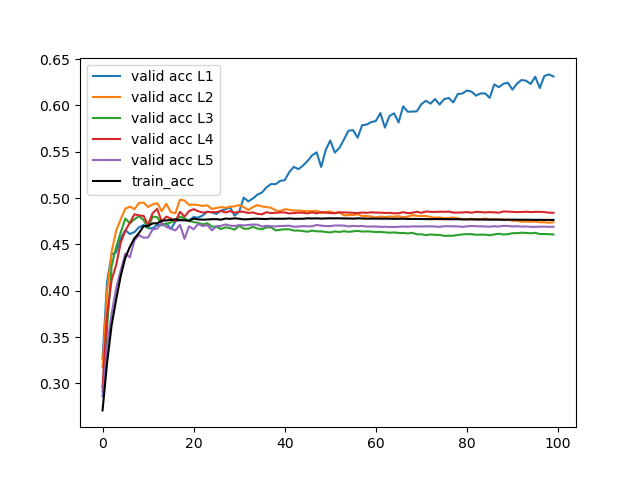 0.65
0.60
0.55
0.50
0.45
0.40
0.35
0.30
valid acc L1
valid acc L2
valid acc L3
valid acc L4
valid acc L5
train_acc
0 20 40 60 80 100